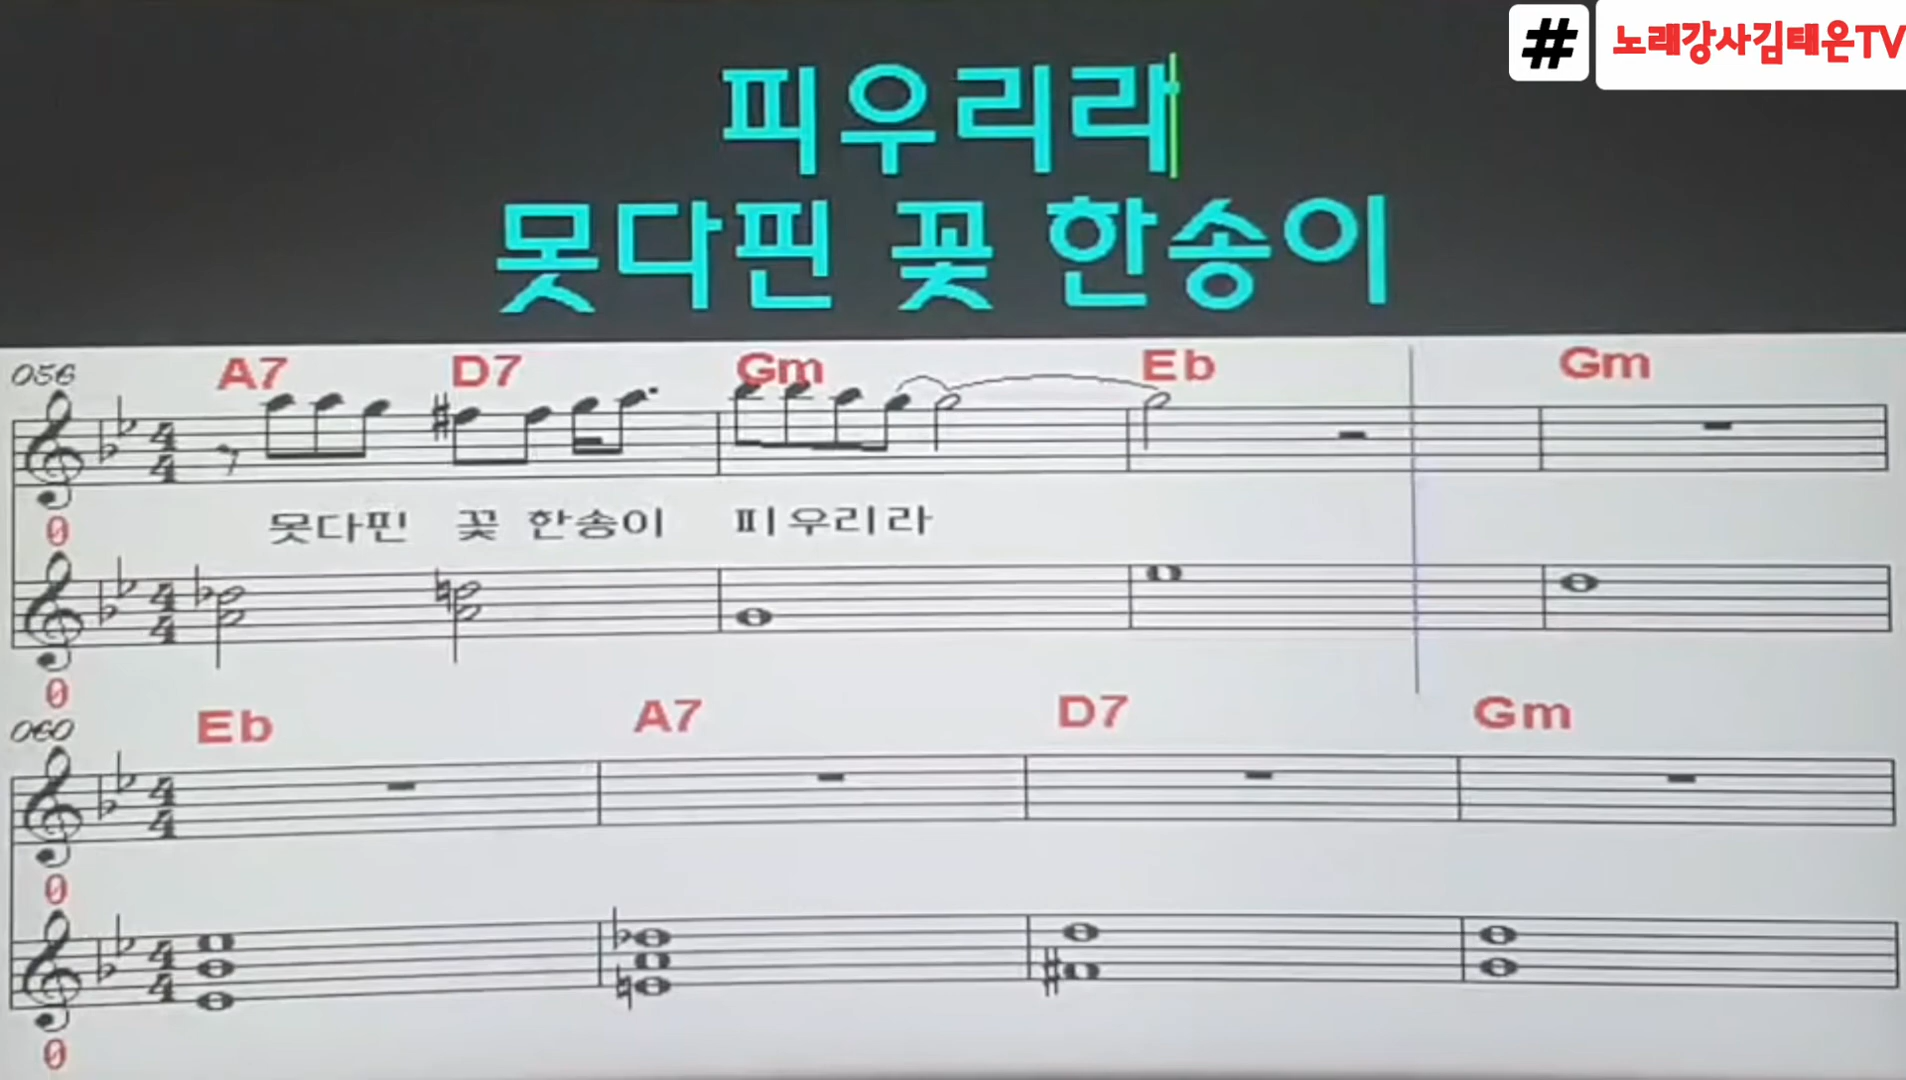 # 노래강사김태은TV
피우리라
못다핀 꽃 한송이
056 A7 D7 Gm Eb Gm
못다핀 꽃 한송이 피우리라
0
0
060 Eb A7 D7 Gm
0
0